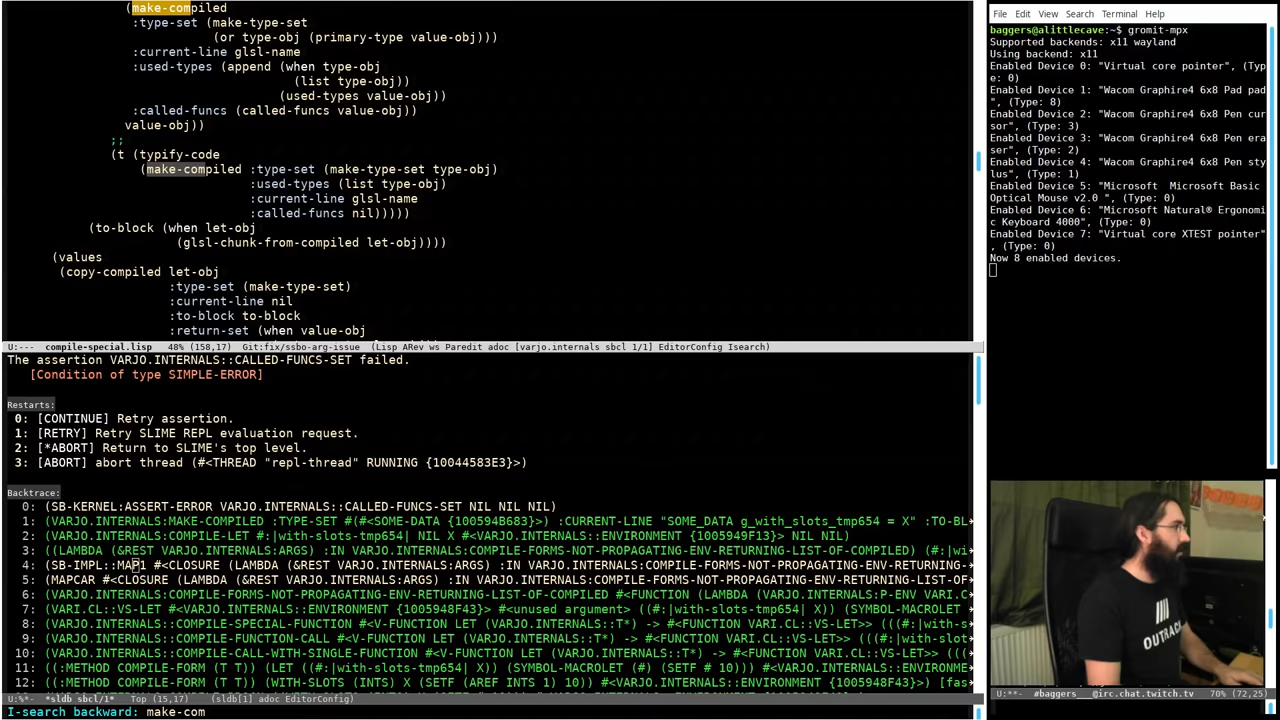 (make-compiled
:type-set (make-type-set
(or type-obj (primary-type value-obj)))
:current-line glsl-name
:used-types (append (when type-obj
(list type-obj))
(used-types value-obj))
:called-funcs (called-funcs value-obj))
value-obj))
;;
(t (typify-code
(make-compiled :type-set (make-type-set type-obj)
:used-types (list type-obj)
:current-line glsl-name
:called-funcs nil)))))
(to-block (when let-obj
(glsl-chunk-from-compiled let-obj))))
(values
(copy-compiled let-obj
:type-set (make-type-set)
:current-line nil
:to-block to-block
:return-set (when value-obj
U:--- compile-special.lisp 48% (158,17) Git:fix/ssbo-arg-issue (Lisp ARev ws Paredit adoc [varjo.internals sbcl 1/1] EditorConfig Isearch)
The assertion VARJO.INTERNALS::CALLED-FUNCS-SET failed.
[Condition of type SIMPLE-ERROR]
Restarts:
0: [CONTINUE] Retry assertion.
1: [RETRY] Retry SLIME REPL evaluation request.
2: [*ABORT] Return to SLIME's top level.
3: [ABORT] abort thread (#<THREAD "repl-thread" RUNNING {10044583E3}>)
Backtrace:
0: (SB-KERNEL:ASSERT-ERROR VARJO.INTERNALS::CALLED-FUNCS-SET NIL NIL NIL)
1: (VARJO.INTERNALS:MAKE-COMPILED :TYPE-SET #(#<SOME-DATA {100594B683}>) :CURRENT-LINE "SOME_DATA g_with_slots_tmp654 = X" :TO-BL
2: (VARJO.INTERNALS:COMPILE-LET #:|with-slots-tmp654| NIL X #<VARJO.INTERNALS::ENVIRONMENT {1005949F13}> NIL NIL)
3: ((LAMBDA (&REST VARJO.INTERNALS:ARGS) :IN VARJO.INTERNALS:COMPILE-FORMS-NOT-PROPAGATING-ENV-RETURNING-LIST-OF-COMPILED) (#:|wi
4: (SB-IMPL::MAP1 #<CLOSURE (LAMBDA (&REST VARJO.INTERNALS:ARGS) :IN VARJO.INTERNALS:COMPILE-FORMS-NOT-PROPAGATING-ENV-RETURNING-
5: (MAPCAR #<CLOSURE (LAMBDA (&REST VARJO.INTERNALS:ARGS) :IN VARJO.INTERNALS:COMPILE-FORMS-NOT-PROPAGATING-ENV-RETURNING-LIST-OF
6: (VARJO.INTERNALS:COMPILE-FORMS-NOT-PROPAGATING-ENV-RETURNING-LIST-OF-COMPILED #<FUNCTION (LAMBDA (VARJO.INTERNALS:P-ENV VARI.C
7: (VARI.CL::VS-LET #<VARJO.INTERNALS::ENVIRONMENT {1005948F43}> #<unused argument> ((#:|with-slots-tmp654| X)) (SYMBOL-MACROLET
8: (VARJO.INTERNALS:COMPILE-SPECIAL-FUNCTION #<V-FUNCTION LET (VARJO.INTERNALS::T*) -> #<FUNCTION VARI.CL::VS-LET>> (((#:|with-s
9: (VARJO.INTERNALS:COMPILE-FUNCTION-CALL #<V-FUNCTION LET (VARJO.INTERNALS::T*) -> #<FUNCTION VARI.CL::VS-LET>> (((#:|with-slot
10: (VARJO.INTERNALS:COMPILE-CALL-WITH-SINGLE-FUNCTION #<V-FUNCTION LET (VARJO.INTERNALS::T*) -> #<FUNCTION VARI.CL::VS-LET>> (((
11: ((:METHOD COMPILE-FORM (T T)) (LET ((#:|with-slots-tmp654| X)) (SYMBOL-MACROLET (#) (SETF # 10))) #<VARJO.INTERNALS::ENVIRONME
12: ((:METHOD COMPILE-FORM (T T)) (WITH-SLOTS (INTS) X (SETF (AREF INTS 1) 10)) #<VARJO.INTERNALS::ENVIRONMENT {1005948F43}) [fas
U:%*- *sldb sbcl/1* Top (15,17) (sldb[1] adoc EditorConfig)
I-search backward: make-com
File Edit View Search Terminal Help
baggers@alittlecave:~$ gromit-mpx
Supported backends: x11 wayland
Using backend: x11
Enabled Device 0: "Virtual core pointer", (Typ
e: 0)
Enabled Device 1: "Wacom Graphire4 6x8 Pad pad
", (Type: 8)
Enabled Device 2: "Wacom Graphire4 6x8 Pen cur
sor", (Type: 3)
Enabled Device 3: "Wacom Graphire4 6x8 Pen era
ser", (Type: 2)
Enabled Device 4: "Wacom Graphire4 6x8 Pen sty
lus", (Type: 1)
Enabled Device 5: "Microsoft  Microsoft Basic
Optical Mouse v2.0 ", (Type: 0)
Enabled Device 6: "Microsoft Natural® Ergonomi
c Keyboard 4000", (Type: 0)
Enabled Device 7: "Virtual core XTEST pointer"
, (Type: 0)
Now 8 enabled devices.
OUTRACK
U:**- #baggers___@irc.chat.twitch.tv 70% (72,25)